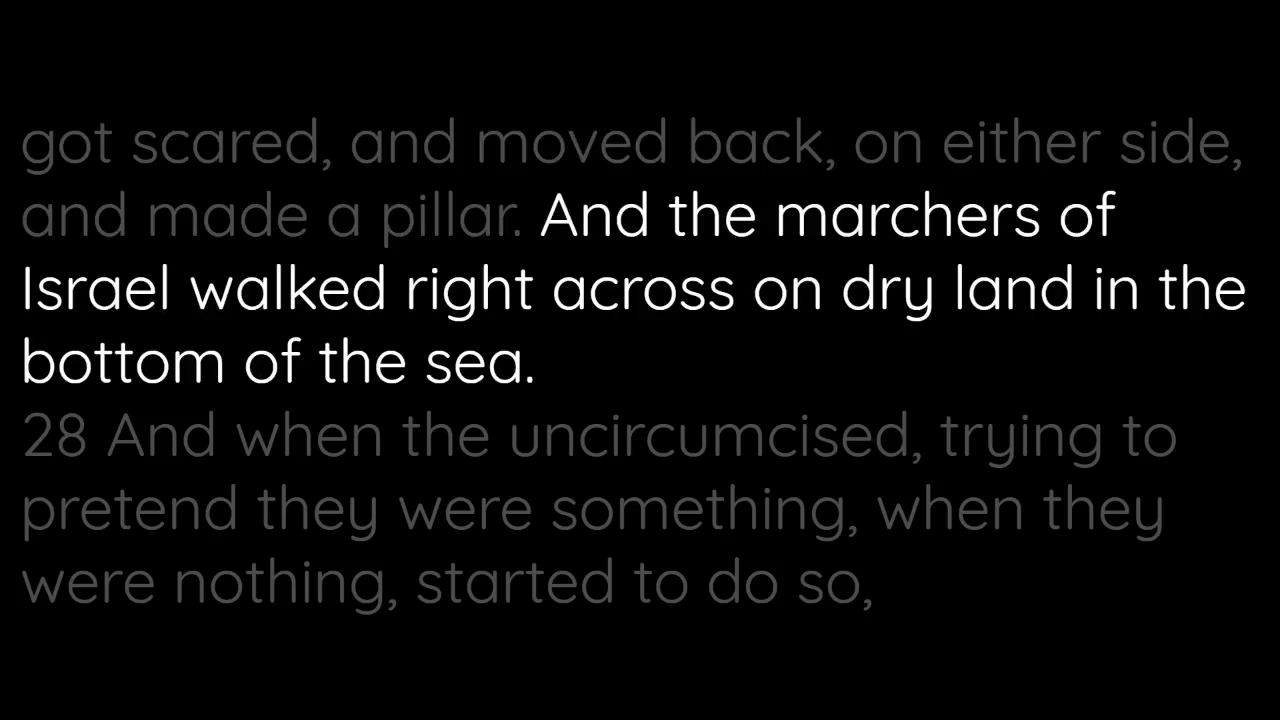 got scared, and moved back, on either side,
and made a pillar. And the marchers of
Israel walked right across on dry land in the
bottom of the sea.
28 And when the uncircumcised, trying to
pretend they were something, when they
were nothing, started to do so,